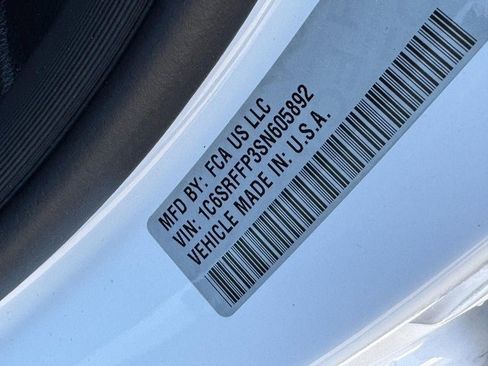 MFD BY: FCA US LLC
VIN: 1C6SRFFP3SN605892
VEHICLE MADE IN: U.S.A.